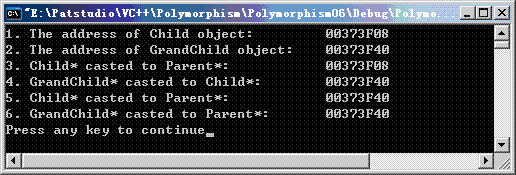 "E:\Patstudio\VC++\Polymorphism\Polymorphism06\Debug\Polymo...
1. The address of Child object: 00373F08
2. The address of GrandChild object: 00373F40
3. Child* casted to Parent*: 00373F08
4. GrandChild* casted to Child*: 00373F40
5. Child* casted to Parent*: 00373F40
6. GrandChild* casted to Parent*: 00373F40
Press any key to continue_